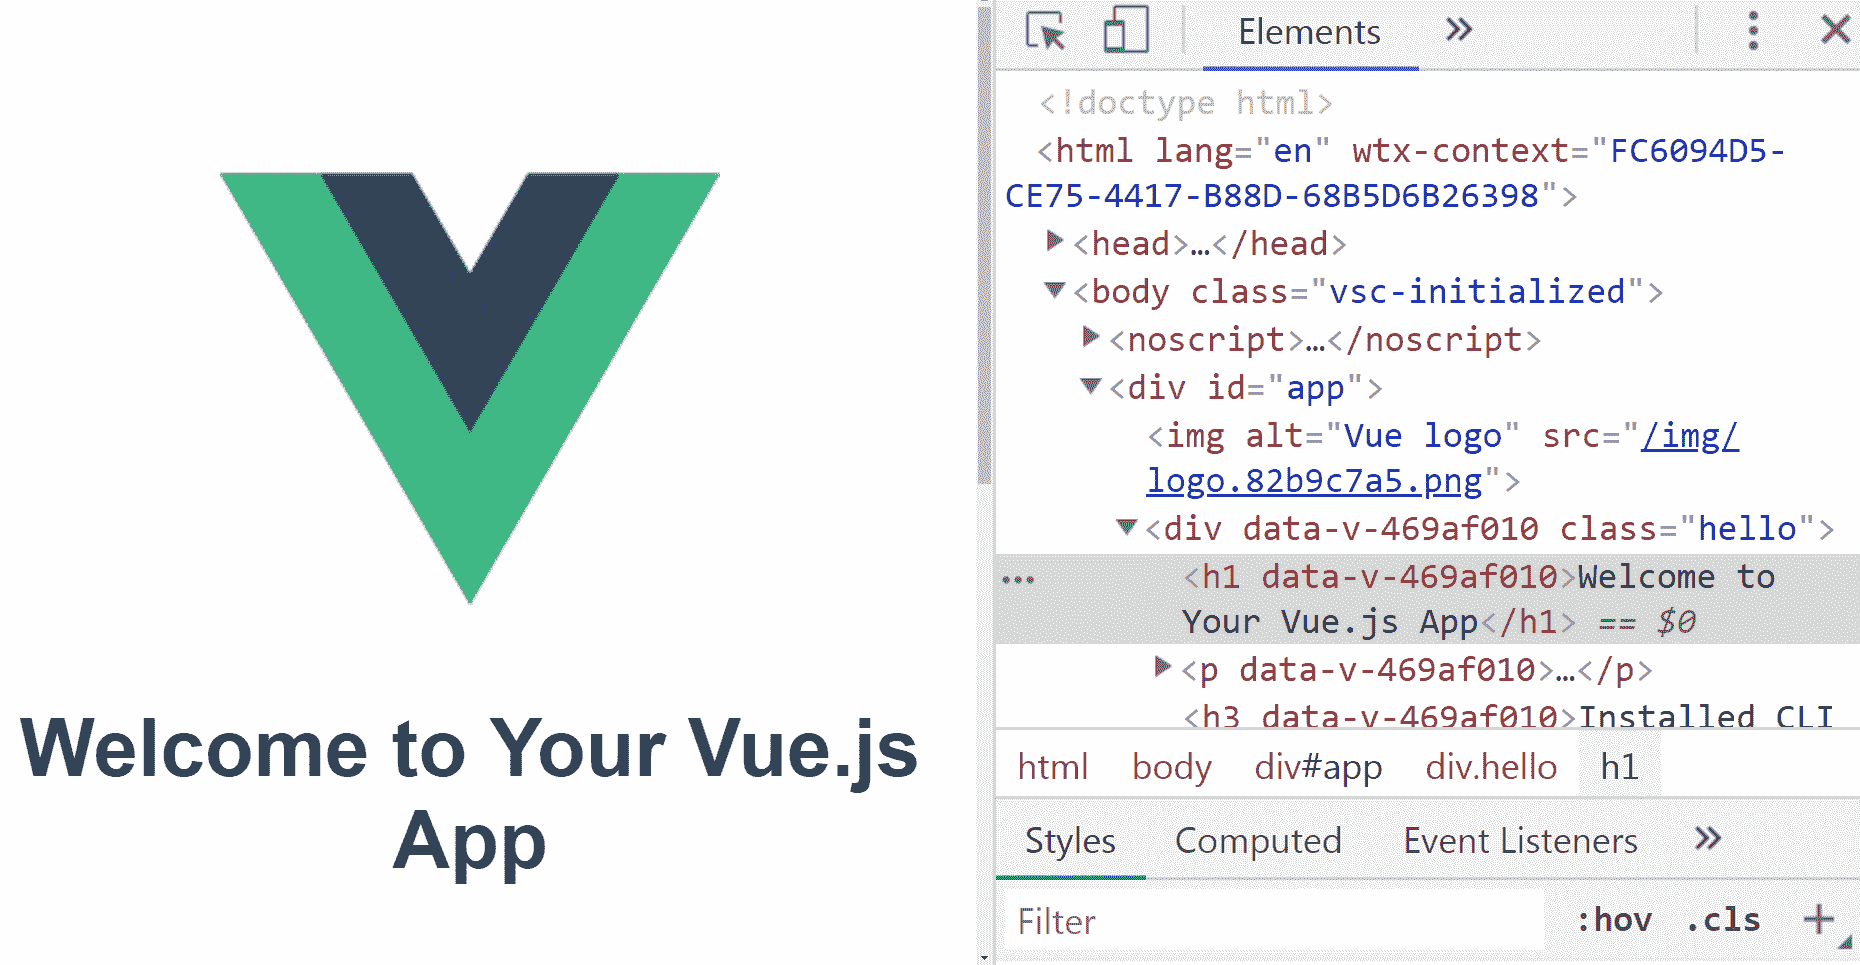 Welcome to Your Vue.js
App
Elements
<!doctype html>
<html lang="en" wtx-context="FC6094D5-
CE75-4417-B88D-68B5D6B26398">
<head>…</head>
<body class="vsc-initialized">
<noscript>…</noscript>
<div id="app">
<img alt="Vue logo" src="/img/
logo.82b9c7a5.png">
<div data-v-469af010 class="hello">
<h1 data-v-469af010>Welcome to
Your Vue.js App</h1> == $0
<p data-v-469af010>…</p>
<h3 data-v-469af010>Installed CLI
html body div#app div.hello h1
Styles Computed Event Listeners
Filter :hov .cls